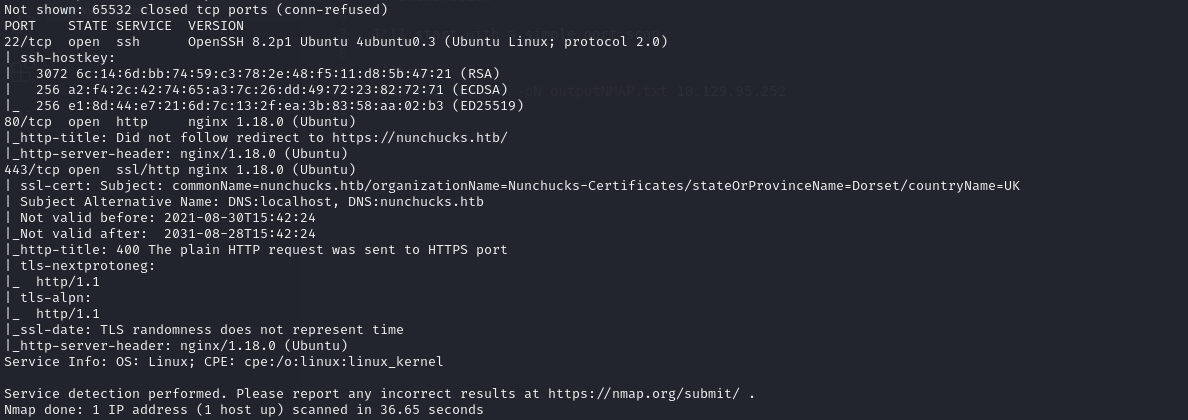 Not shown: 65532 closed tcp ports (conn-refused)
PORT    STATE SERVICE  VERSION
22/tcp  open  ssh      OpenSSH 8.2p1 Ubuntu 4ubuntu0.3 (Ubuntu Linux; protocol 2.0)
| ssh-hostkey:
|   3072 6c:14:6d:bb:74:59:c3:78:2e:48:f5:11:d8:5b:47:21 (RSA)
|   256 a2:f4:2c:42:74:65:a3:7c:26:dd:49:72:23:82:72:71 (ECDSA)
|_  256 e1:8d:44:e7:21:6d:7c:13:2f:ea:3b:83:58:aa:02:b3 (ED25519)
80/tcp  open  http     nginx 1.18.0 (Ubuntu)
|_http-title: Did not follow redirect to https://nunchucks.htb/
|_http-server-header: nginx/1.18.0 (Ubuntu)
443/tcp open  ssl/http nginx 1.18.0 (Ubuntu)
| ssl-cert: Subject: commonName=nunchucks.htb/organizationName=Nunchucks-Certificates/stateOrProvinceName=Dorset/countryName=UK
| Subject Alternative Name: DNS:localhost, DNS:nunchucks.htb
| Not valid before: 2021-08-30T15:42:24
|_Not valid after:  2031-08-28T15:42:24
|_http-title: 400 The plain HTTP request was sent to HTTPS port
| tls-nextprotoneg:
|_  http/1.1
| tls-alpn:
|_  http/1.1
|_ssl-date: TLS randomness does not represent time
|_http-server-header: nginx/1.18.0 (Ubuntu)
Service Info: OS: Linux; CPE: cpe:/o:linux:linux_kernel

Service detection performed. Please report any incorrect results at https://nmap.org/submit/ .
Nmap done: 1 IP address (1 host up) scanned in 36.65 seconds